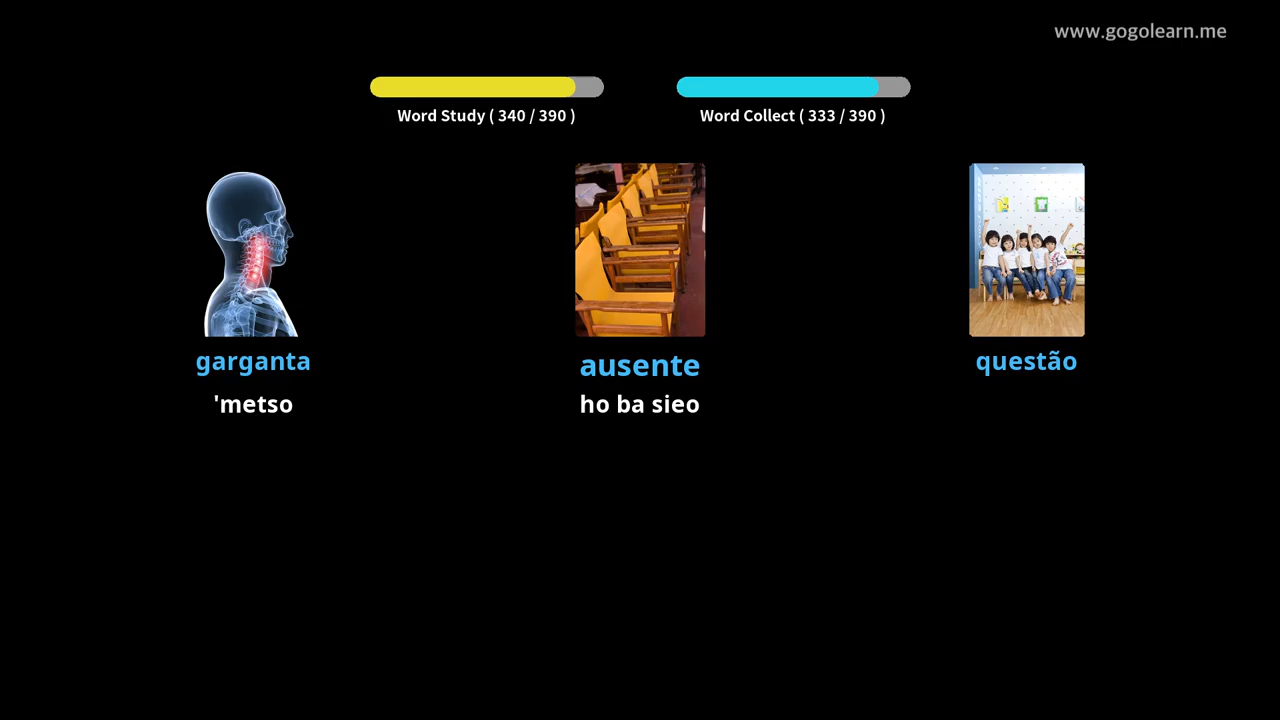 www.gogolearn.me
Word Study ( 340 / 390 )
Word Collect ( 333 / 390 )
garganta
ausente
questão
'metso
ho ba sieo